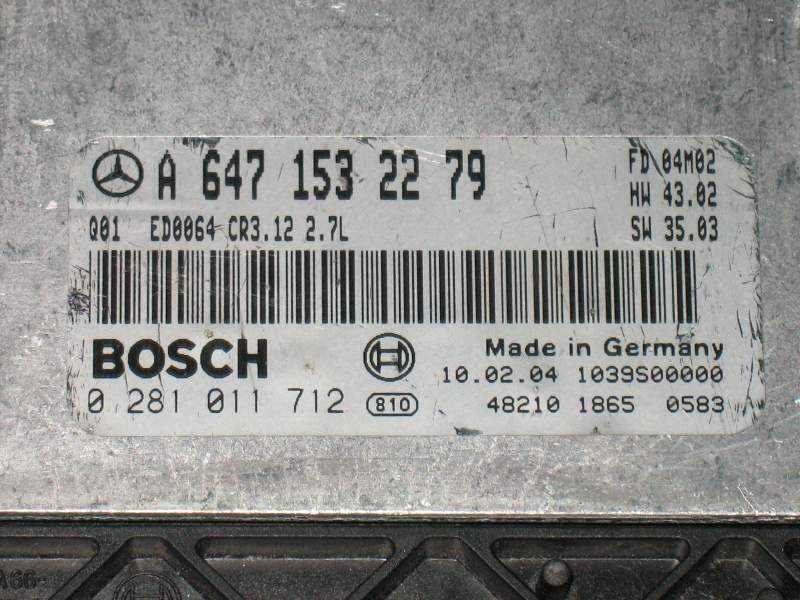 A 647 153 22 79
FD 04M02
HW 43.02
Q01 ED0064 CR3.12 2.7L
SW 35.03
BOSCH
Made in Germany
10.02.04 1039S00000
0 281 011 712 810
48210 1865 0583